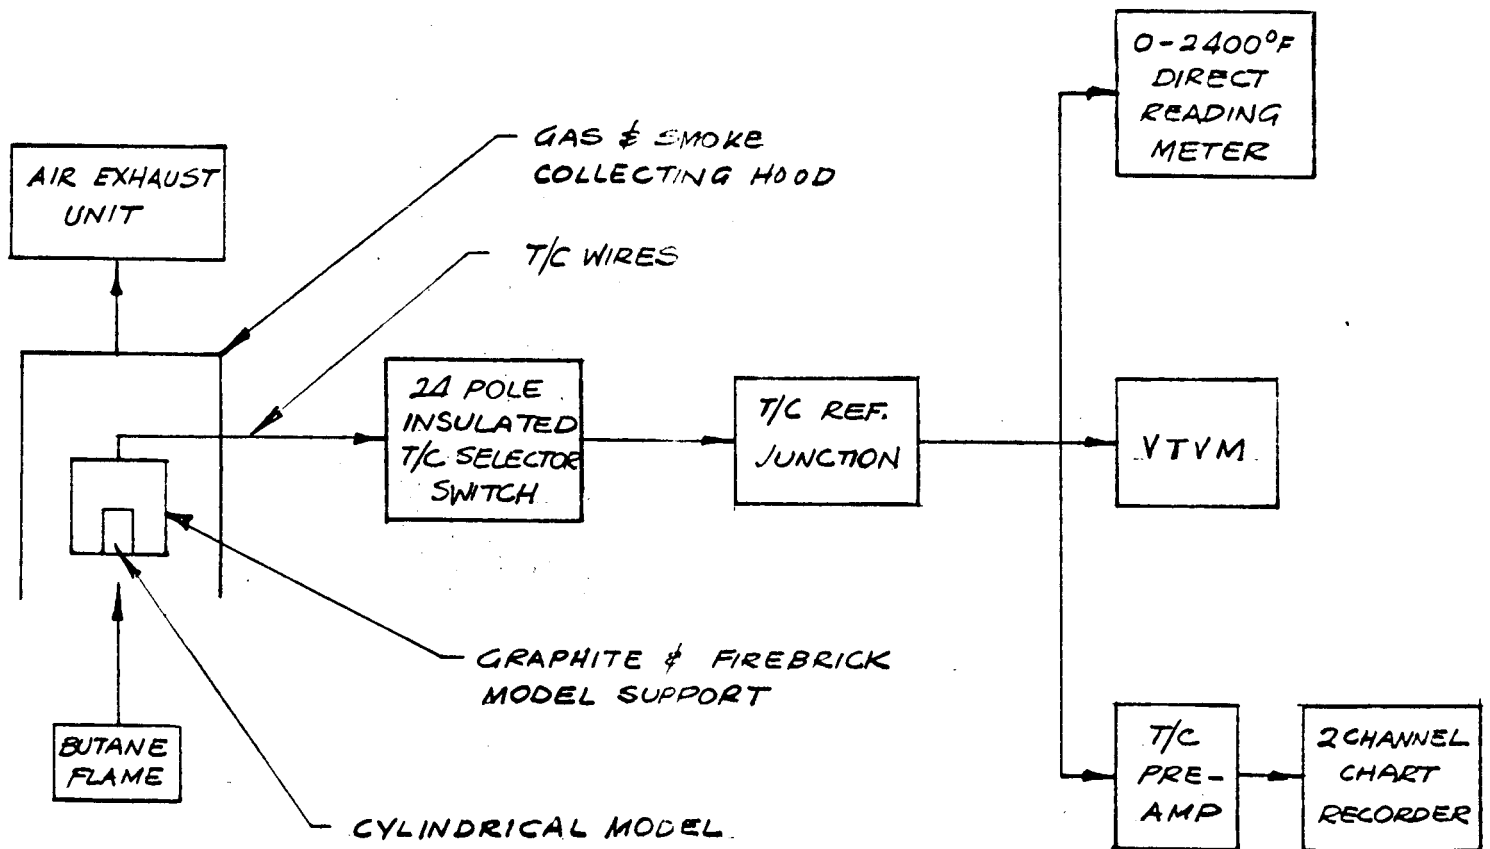 0-2400°F
DIRECT
READING
METER
GAS & SMOKE
COLLECTING HOOD
AIR EXHAUST
UNIT
T/C WIRES
24 POLE
INSULATED
T/C SELECTOR
SWITCH
T/C REF.
JUNCTION
VTVM
GRAPHITE & FIREBRICK
MODEL SUPPORT
BUTANE
FLAME
CYLINDRICAL MODEL
T/C
PRE-
AMP
2 CHANNEL
CHART
RECORDER